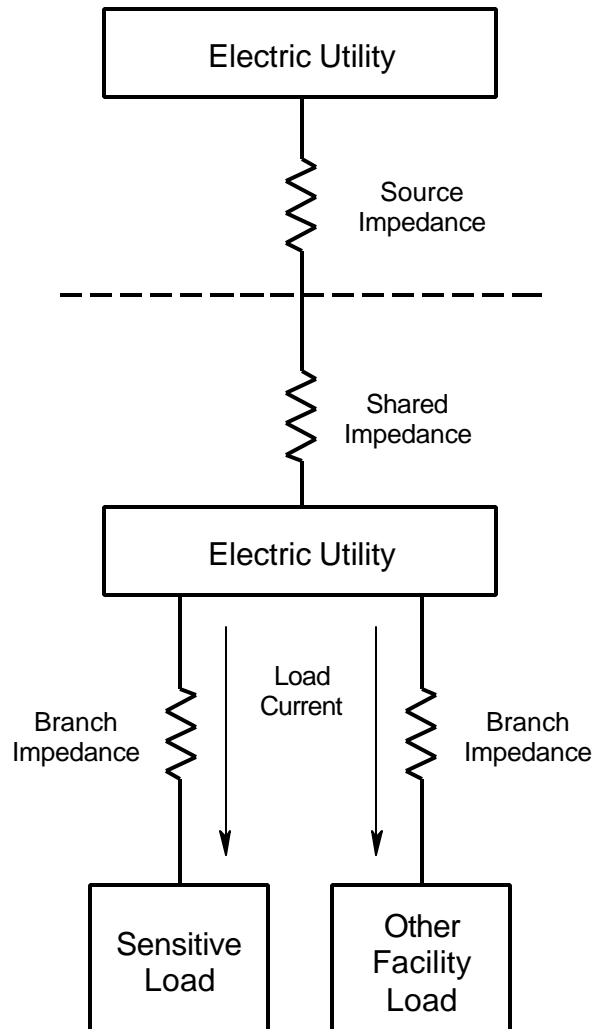 Electric Utility
Source
Impedance
Shared
Impedance
Electric Utility
Load
Current
Branch
Impedance
Branch
Impedance
Sensitive
Load
Other
Facility
Load